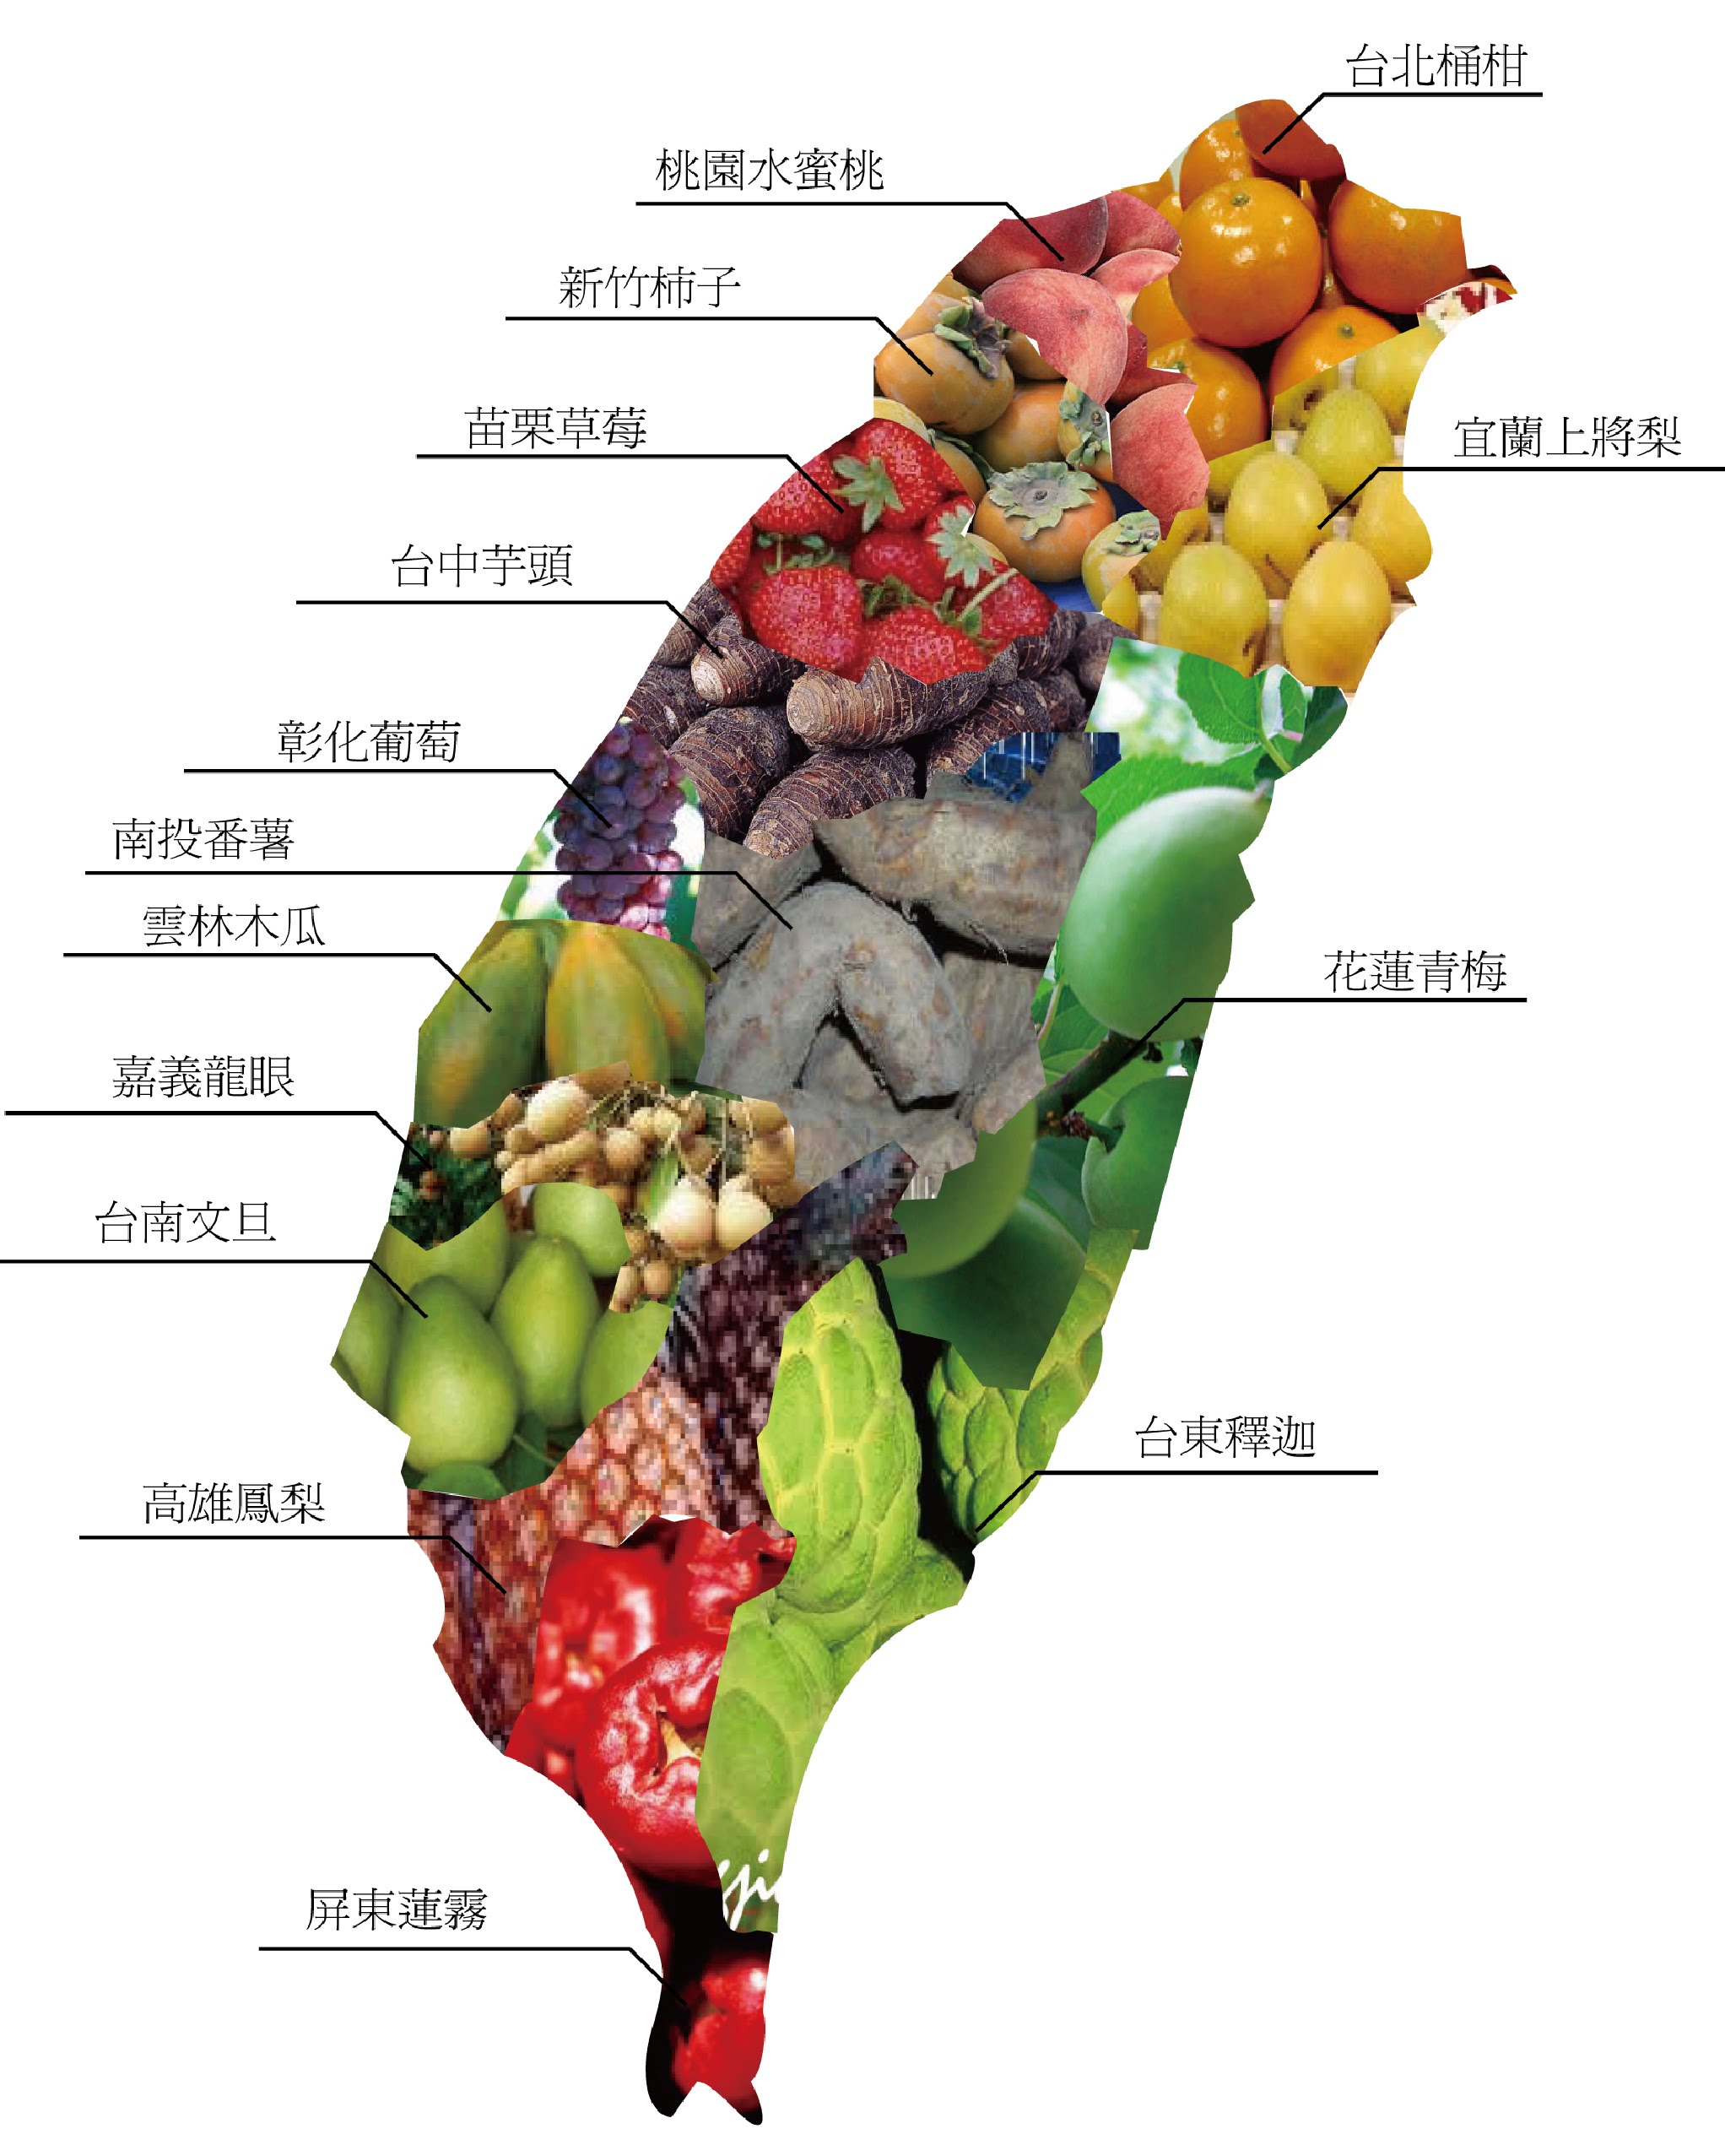 台北桶柑
桃園水蜜桃
新竹柿子
苗栗草莓
宜蘭上將梨
台中芋頭
彰化葡萄
南投番薯
雲林木瓜
花蓮青梅
嘉義龍眼
台南文旦
台東釋迦
高雄鳳梨
屏東蓮霧